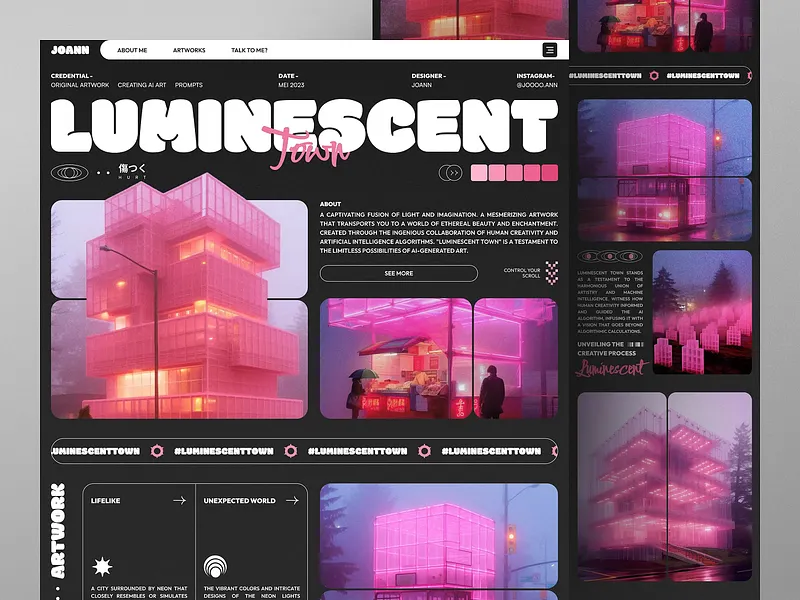 JOANN
ABOUT ME
ARTWORKS
TALK TO ME?
CREDENTIAL -
ORIGINAL ARTWORK
CREATING AI ART
PROMPTS
DATE -
MEI 2023
DESIGNER -
JOANN
INSTAGRAM-
@JOOOO.ANN
LUMINESCENT
Town
傷つく
HURT
ABOUT
A CAPTIVATING FUSION OF LIGHT AND IMAGINATION. A MESMERIZING ARTWORK
THAT TRANSPORTS YOU TO A WORLD OF ETHEREAL BEAUTY AND ENCHANTMENT.
CREATED THROUGH THE INGENIOUS COLLABORATION OF HUMAN CREATIVITY AND
ARTIFICIAL INTELLIGENCE ALGORITHMS. "LUMINESCENT TOWN" IS A TESTAMENT TO
THE LIMITLESS POSSIBILITIES OF AI-GENERATED ART.
SEE MORE
CONTROL YOUR
SCROLL
UMINESCENTTOWN
#LUMINESCENTTOWN
#LUMINESCENTTOWN
#LUMINESCENTTOWN
ARTWORK
LIFELIKE
UNEXPECTED WORLD
A CITY SURROUNDED BY NEON THAT
CLOSELY RESEMBLES OR SIMULATES
THE VIBRANT COLORS AND INTRICATE
DESIGNS OF THE NEON LIGHTS
#LUMINESCENTTOWN
#LUMINESCENTTOWN
LUMINESCENT TOWN STANDS
AS A TESTAMENT TO THE
HARMONIOUS UNION OF
ARTISTRY AND MACHINE
INTELLIGENCE. WITNESS HOW
HUMAN CREATIVITY INFORMED
AND GUIDED THE AI
ALGORITHM, INFUSING IT WITH
A VISION THAT GOES BEYOND
ALGORITHMIC CALCULATIONS.
UNVEILING THE
CREATIVE PROCESS
Luminescent